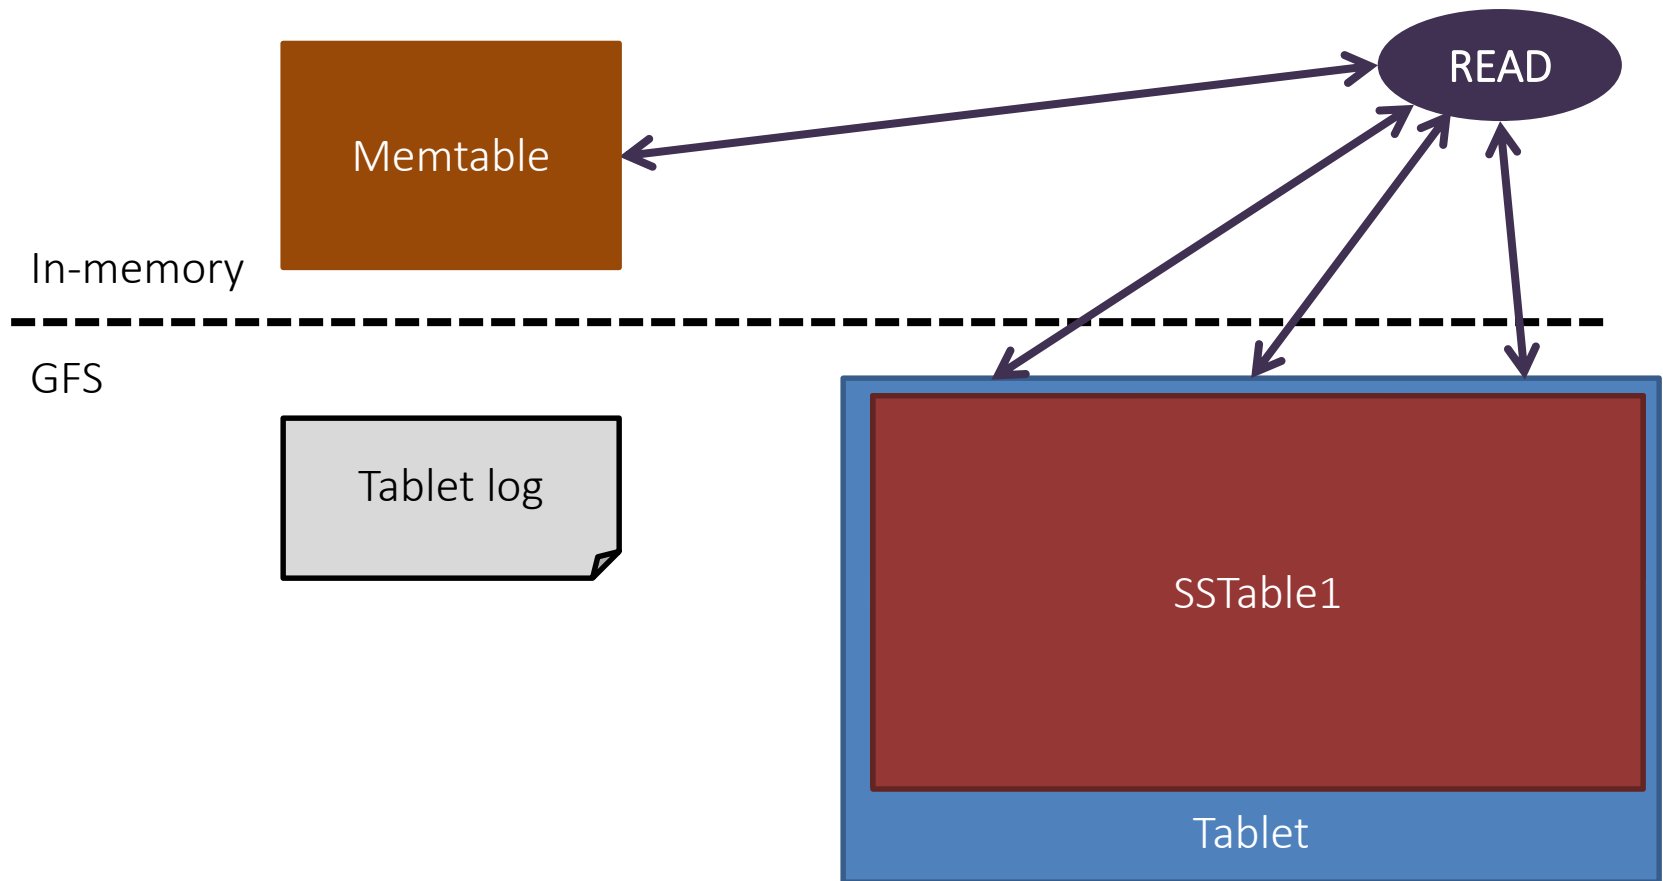 READ
Memtable
In-memory
GFS
Tablet log
SSTable1
Tablet